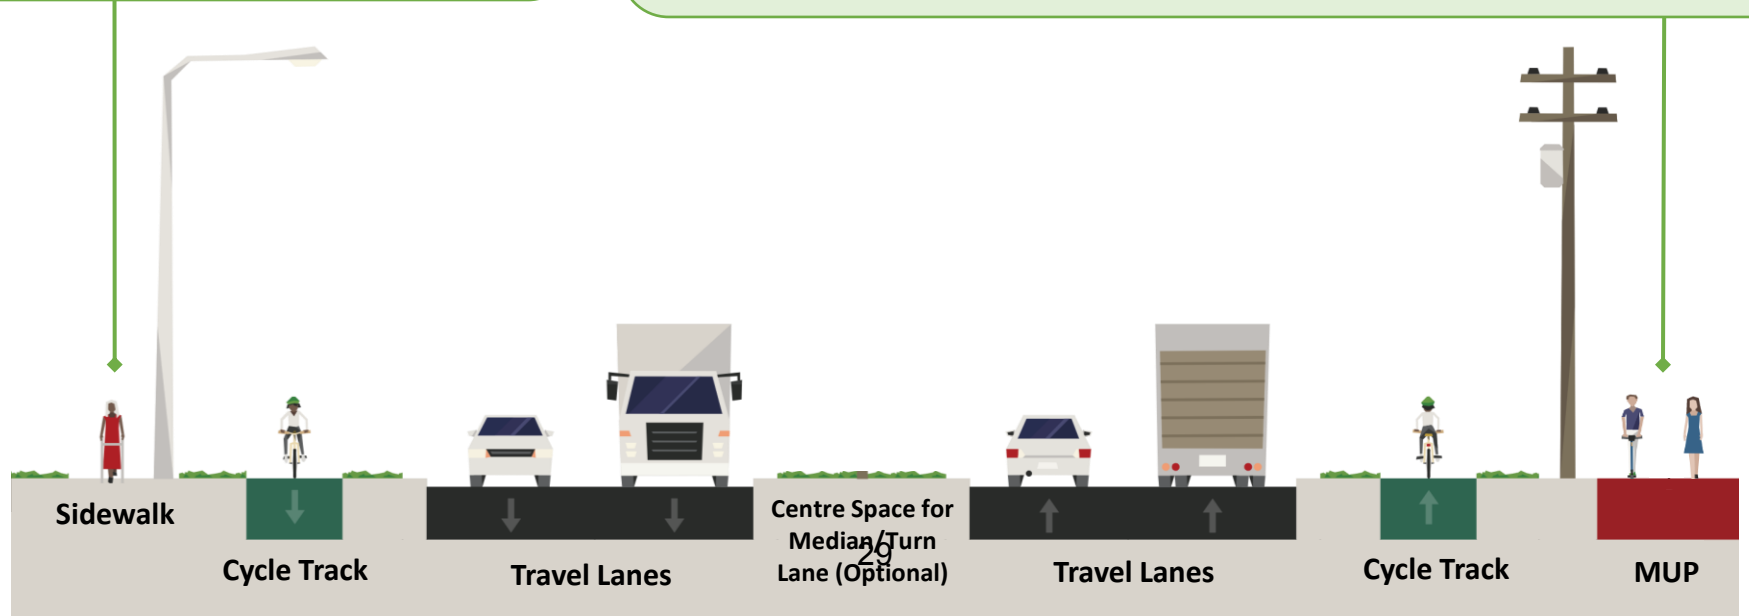 Sidewalk
Cycle Track
Travel Lanes
Centre Space for
Median/Turn
Lane (Optional)
29
Travel Lanes
Cycle Track
MUP